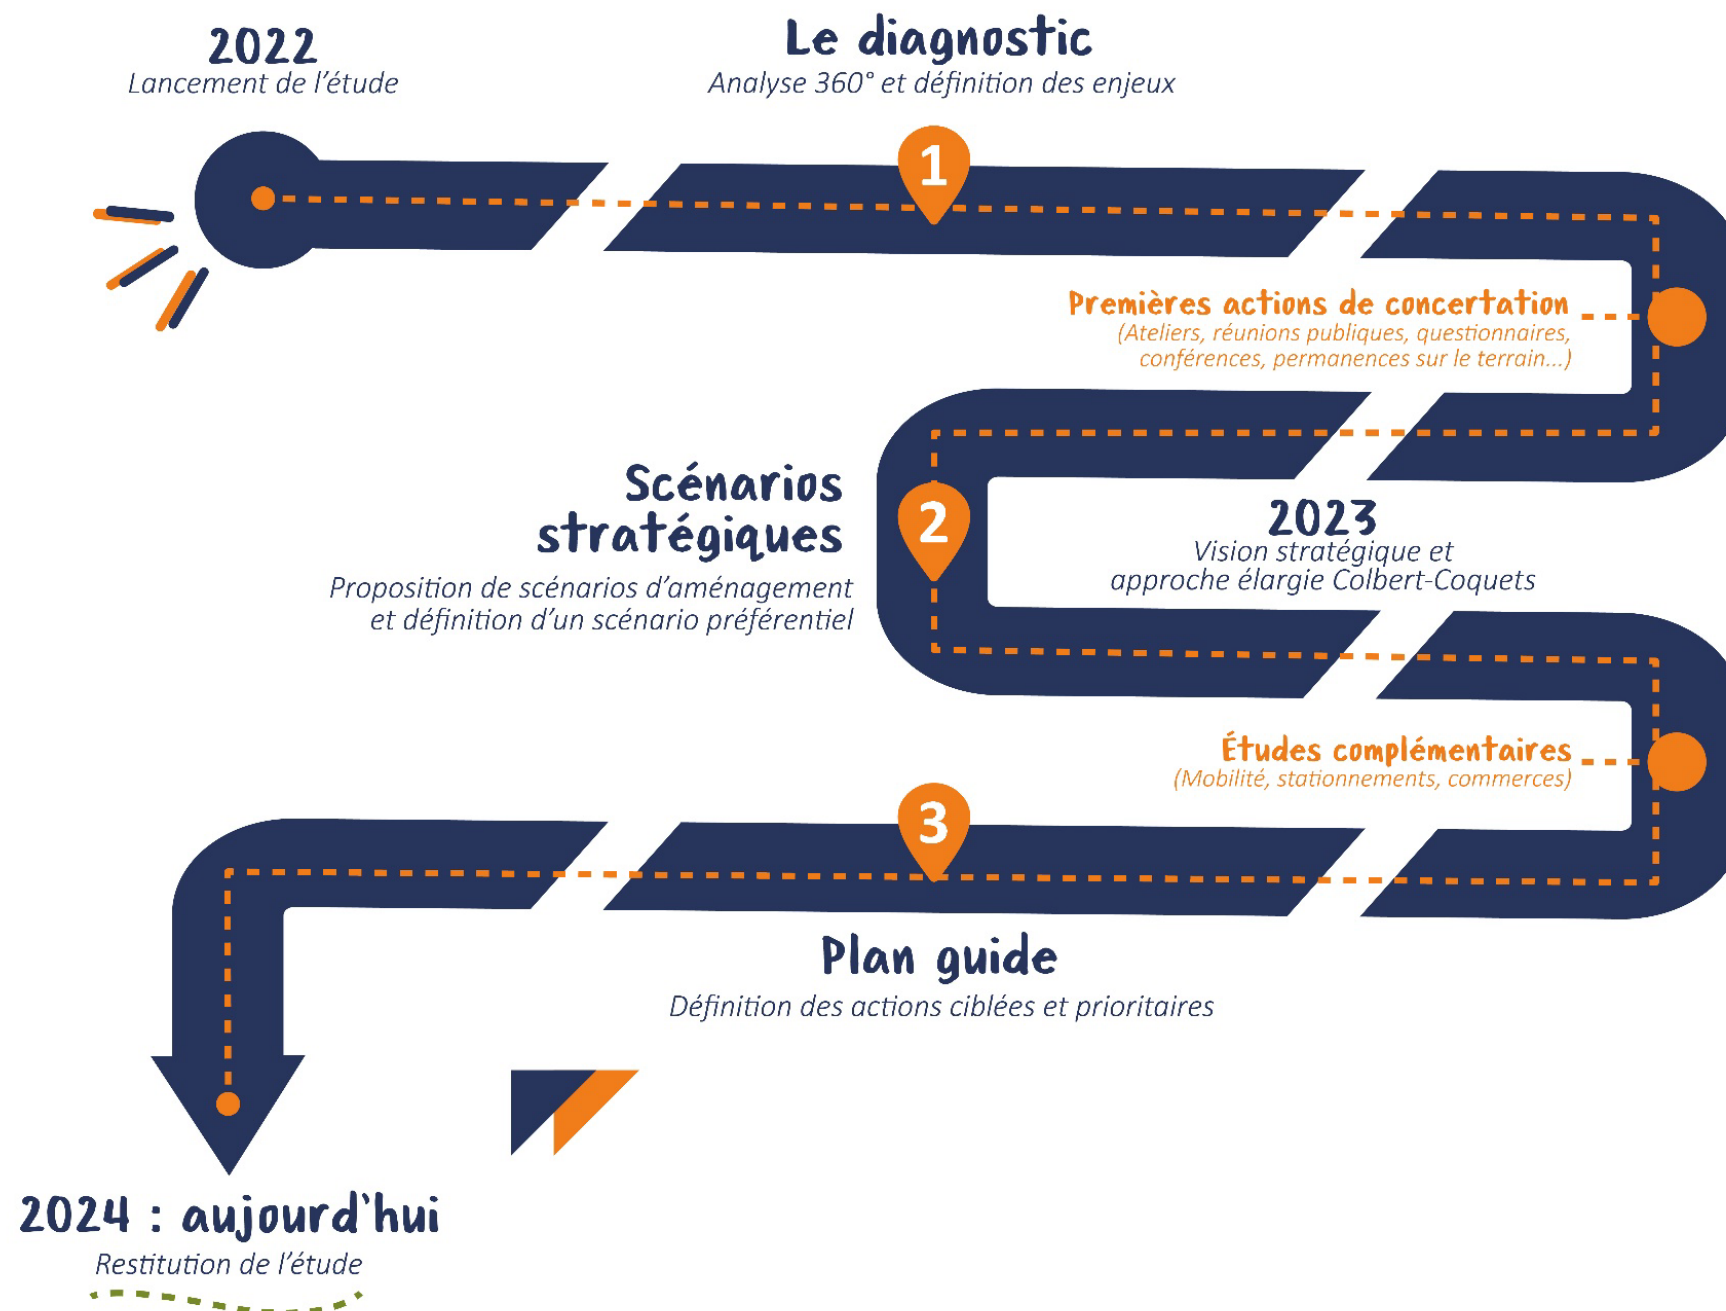 2022
Lancement de l'étude
Le diagnostic
Analyse 360° et définition des enjeux
1
Premières actions de concertation
(Ateliers, réunions publiques, questionnaires,
conférences, permanences sur le terrain...)
Scénarios
stratégiques
Proposition de scénarios d'aménagement
et définition d'un scénario préférentiel
2
2023
Vision stratégique et
approche élargie Colbert-Coquets
Études complémentaires
(Mobilité, stationnements, commerces)
3
Plan guide
Définition des actions ciblées et prioritaires
2024 : aujourd'hui
Restitution de l'étude